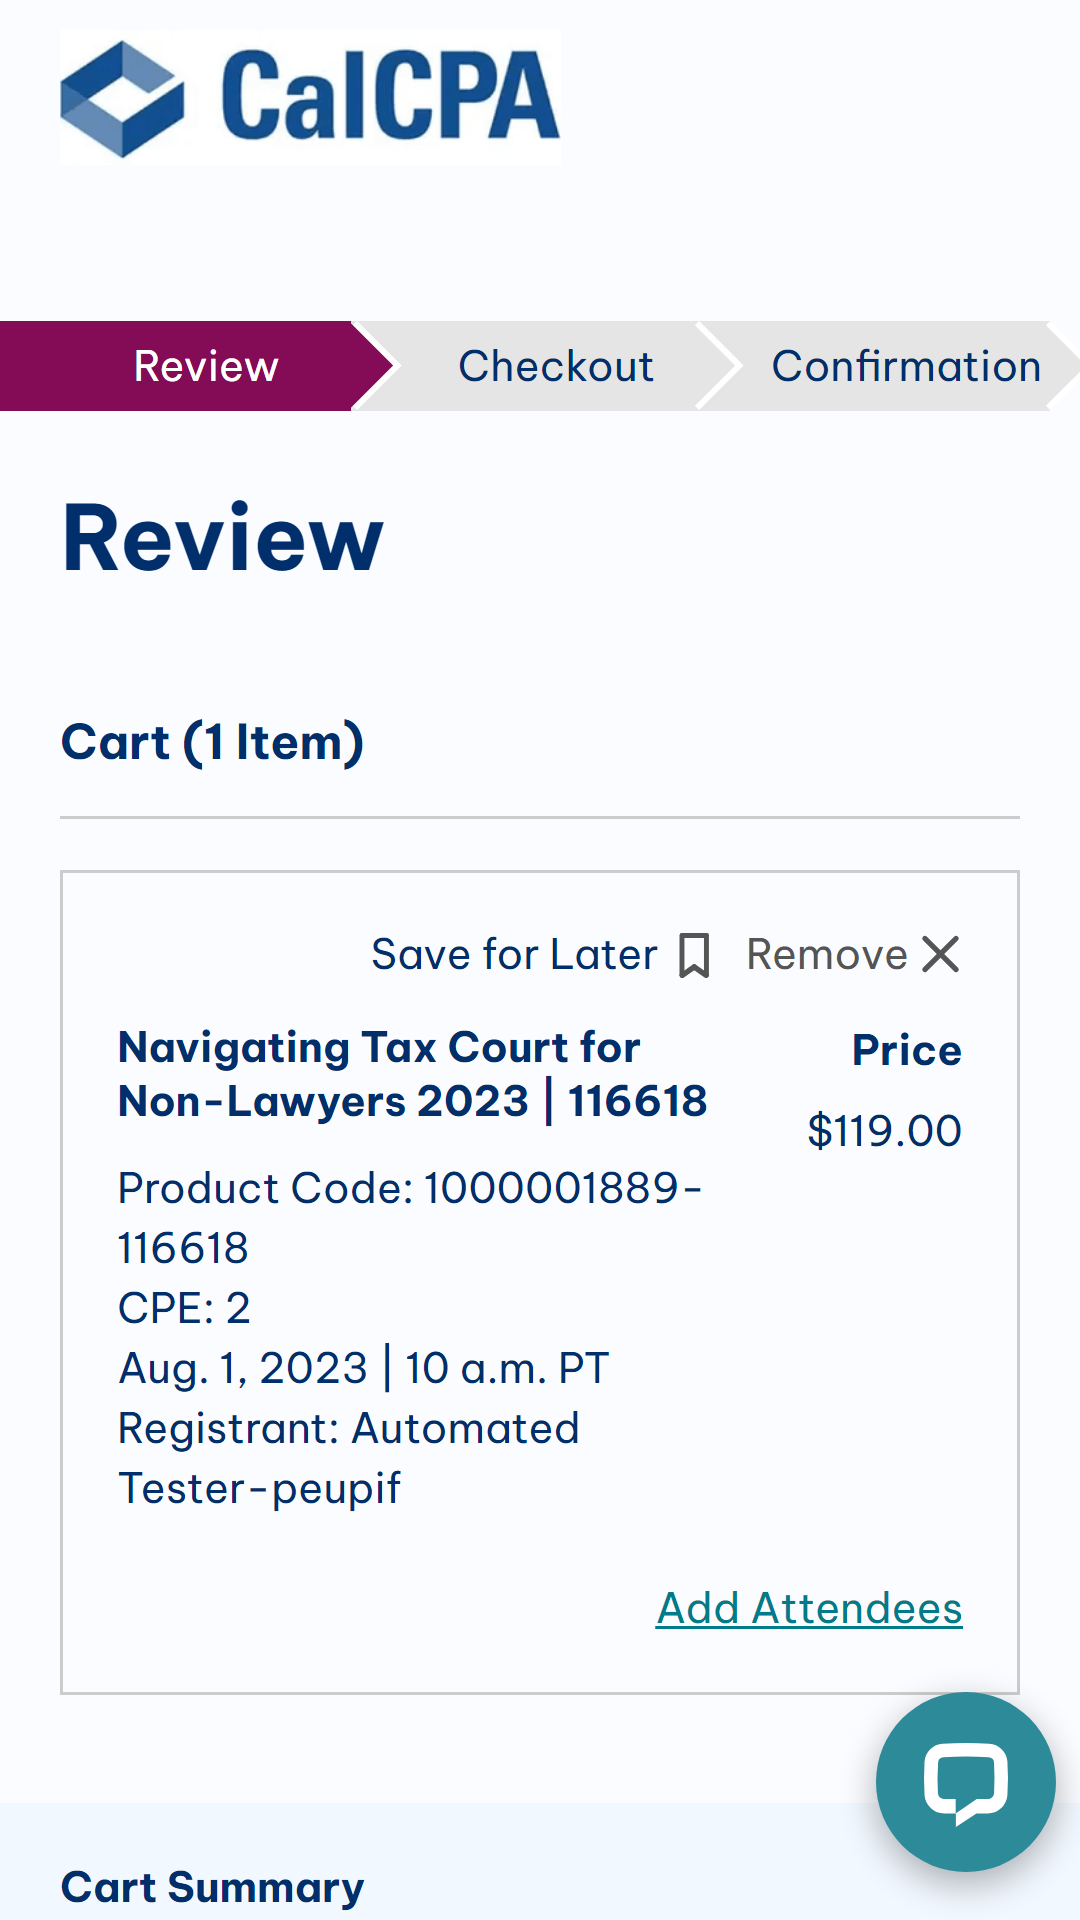 CalCPA
Review
Checkout
Confirmation
Review
Cart (1 Item)
Save for Later
Remove
Navigating Tax Court for
Non-Lawyers 2023 | 116618
Price
$119.00
Product Code: 1000001889-
116618
CPE: 2
Aug. 1, 2023 | 10 a.m. PT
Registrant: Automated
Tester-peupif
Add Attendees
Cart Summary